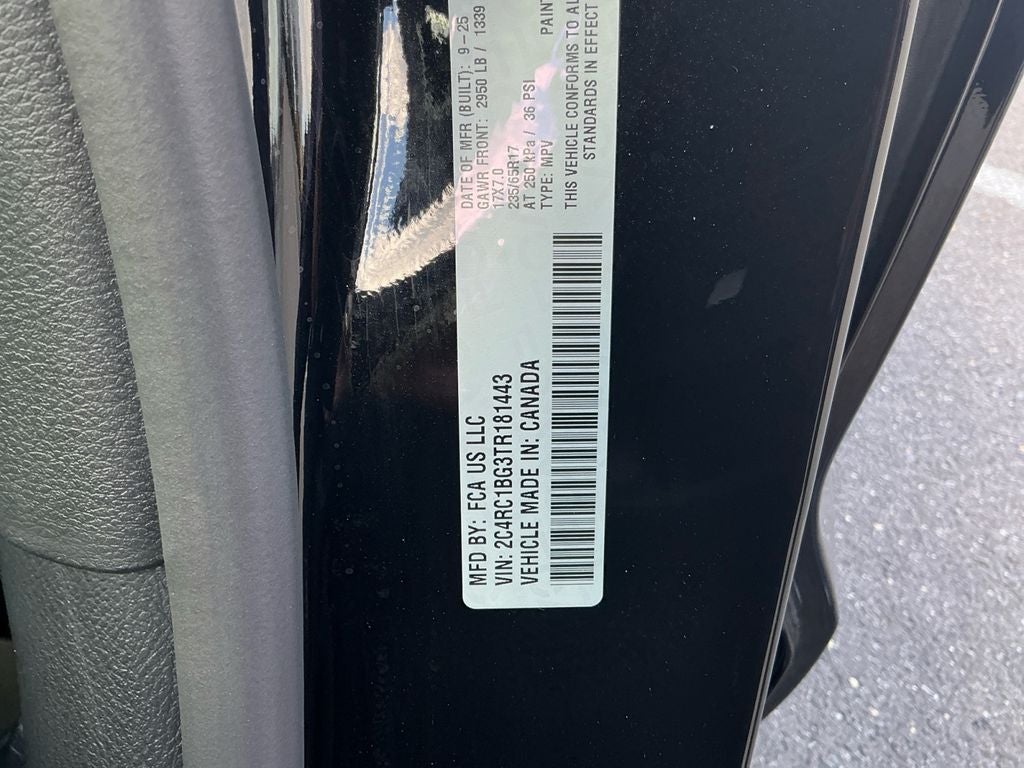 MFD BY: FCA US LLC
VIN: 2C4RC1BG3TR181443
VEHICLE MADE IN: CANADA
DATE OF MFR (BUILT): 9-25
GAWR FRONT: 2950 LB / 1339
17X7.0
235/65R17
AT 250 kPa / 36 PSI
TYPE: MPV PAINT
THIS VEHICLE CONFORMS TO AL
STANDARDS IN EFFECT